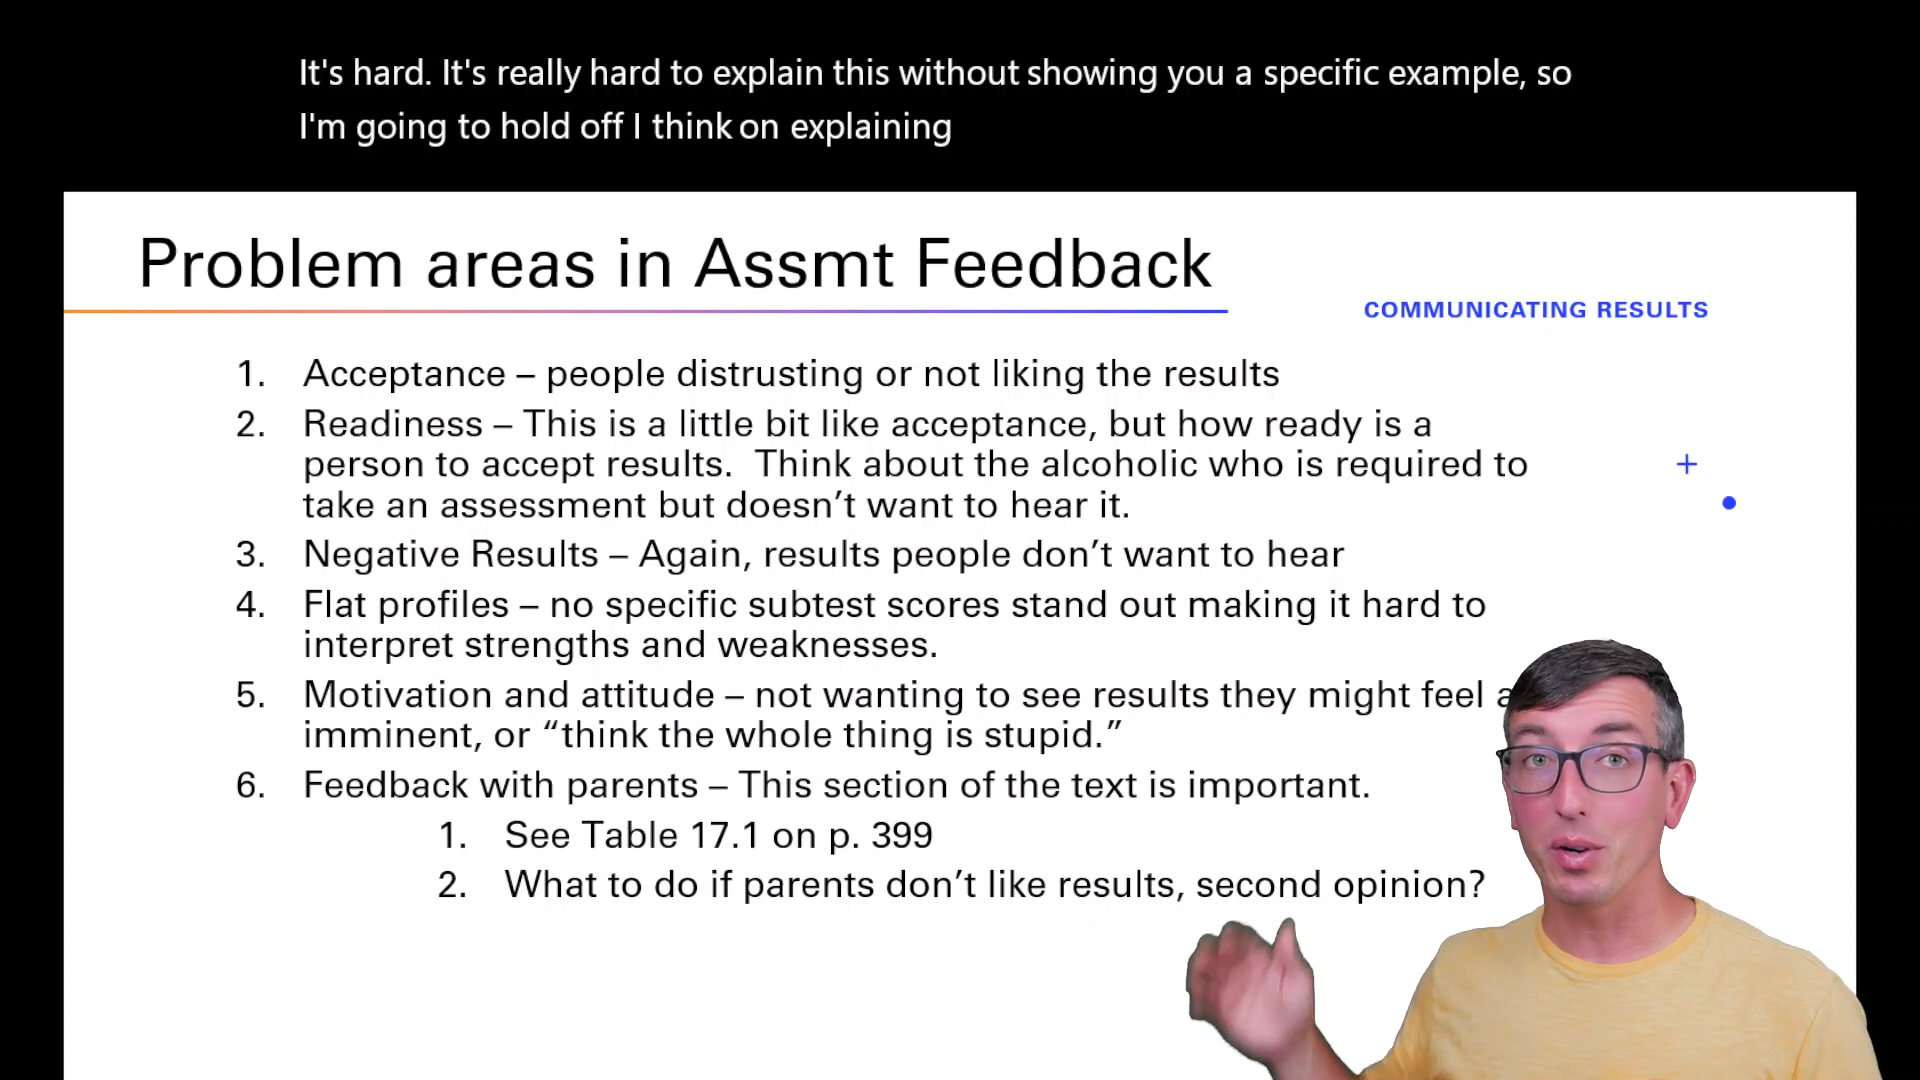 It's hard. It's really hard to explain this without showing you a specific example, so
I'm going to hold off I think on explaining
Problem areas in Assmt Feedback
COMMUNICATING RESULTS
1. Acceptance – people distrusting or not liking the results
2. Readiness – This is a little bit like acceptance, but how ready is a
person to accept results.  Think about the alcoholic who is required to
take an assessment but doesn’t want to hear it.
3. Negative Results – Again, results people don’t want to hear
4. Flat profiles – no specific subtest scores stand out making it hard to
interpret strengths and weaknesses.
5. Motivation and attitude – not wanting to see results they might feel
imminent, or “think the whole thing is stupid.”
6. Feedback with parents – This section of the text is important.
1. See Table 17.1 on p. 399
2. What to do if parents don’t like results, second opinion?